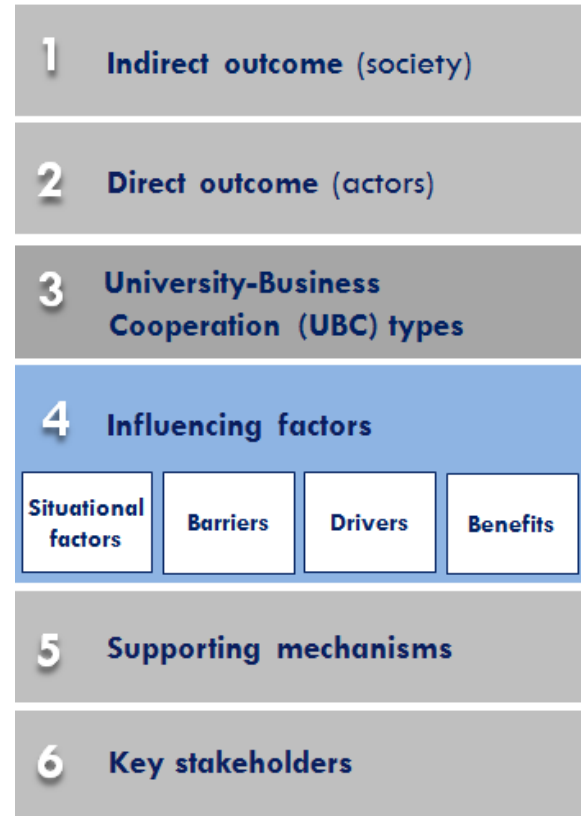 1 Indirect outcome (society)
2 Direct outcome (actors)
3 University-Business
Cooperation (UBC) types
4 Influencing factors
Situational
factors
Barriers
Drivers
Benefits
5 Supporting mechanisms
6 Key stakeholders